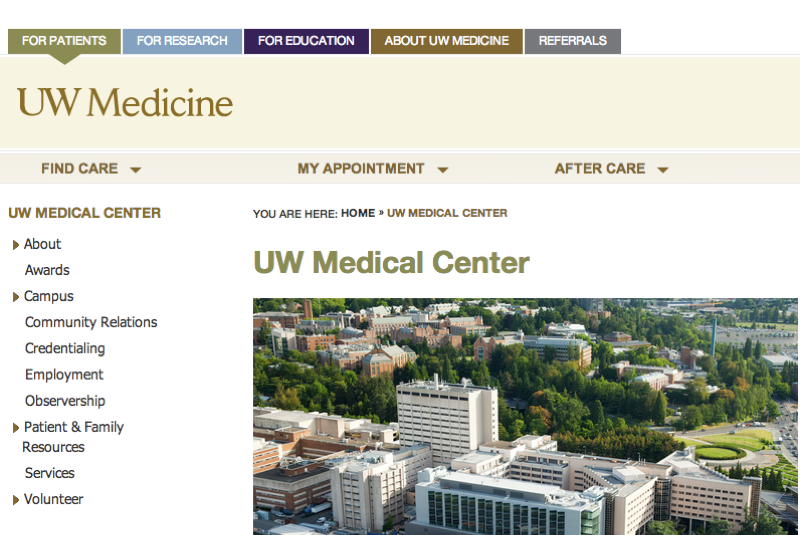 FOR PATIENTS
FOR RESEARCH
FOR EDUCATION
ABOUT UW MEDICINE
REFERRALS
UW Medicine
FIND CARE
MY APPOINTMENT
AFTER CARE
UW MEDICAL CENTER
About
Awards
Campus
Community Relations
Credentialing
Employment
Observership
Patient & Family
Resources
Services
Volunteer
YOU ARE HERE: HOME » UW MEDICAL CENTER
UW Medical Center